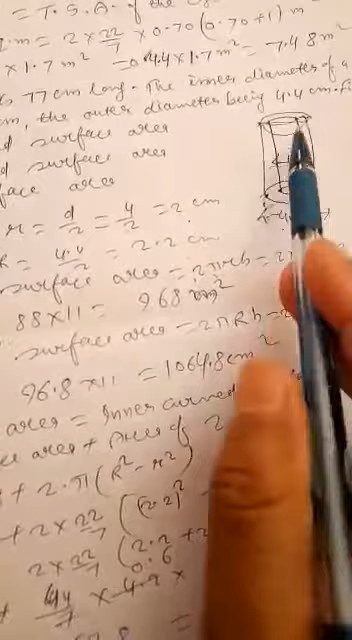 = T.S.A. of the
m = 2 × 22/7 × 0.70 (0.70+1) m
× 1.7 m² = 4.4 × 1.7 m² = 7.48 m²
77 cm long. The inner diameter of a
m, the outer diameter being 4.4 cm. Fi
d surface area
d surface area
face area
r = d/2 = 4/2 = 2 cm
R = 4.4/2 = 2.2 cm
surface area = 2πrh = 2
88 × 11 = 968 cm²
surface area = 2πRh = 2
96.8 × 11 = 1064.8 cm²
area = Inner curved
area + Area of 2
+ 2.π(R² - r²)
+ 2 × 22/7 [(2.2)²
2 × 22/7 (2.2 + 2
44/7 × 4.2 ×